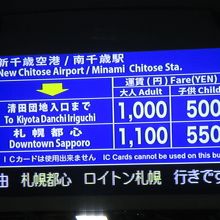 新千歳空港 / 南千歳駅
New Chitose Airport / Minami Chitose Sta.
運賃(円) Fare(YEN)
大人 Adult 子供 Child
清田団地入口まで 1,000 500
To Kiyota Danchi Iriguchi
札幌都心 1,100 550
Downtown Sapporo
ICカードは使用出来ません IC Cards cannot be used on this bu
由 札幌都心 ロイトン札幌 行きです